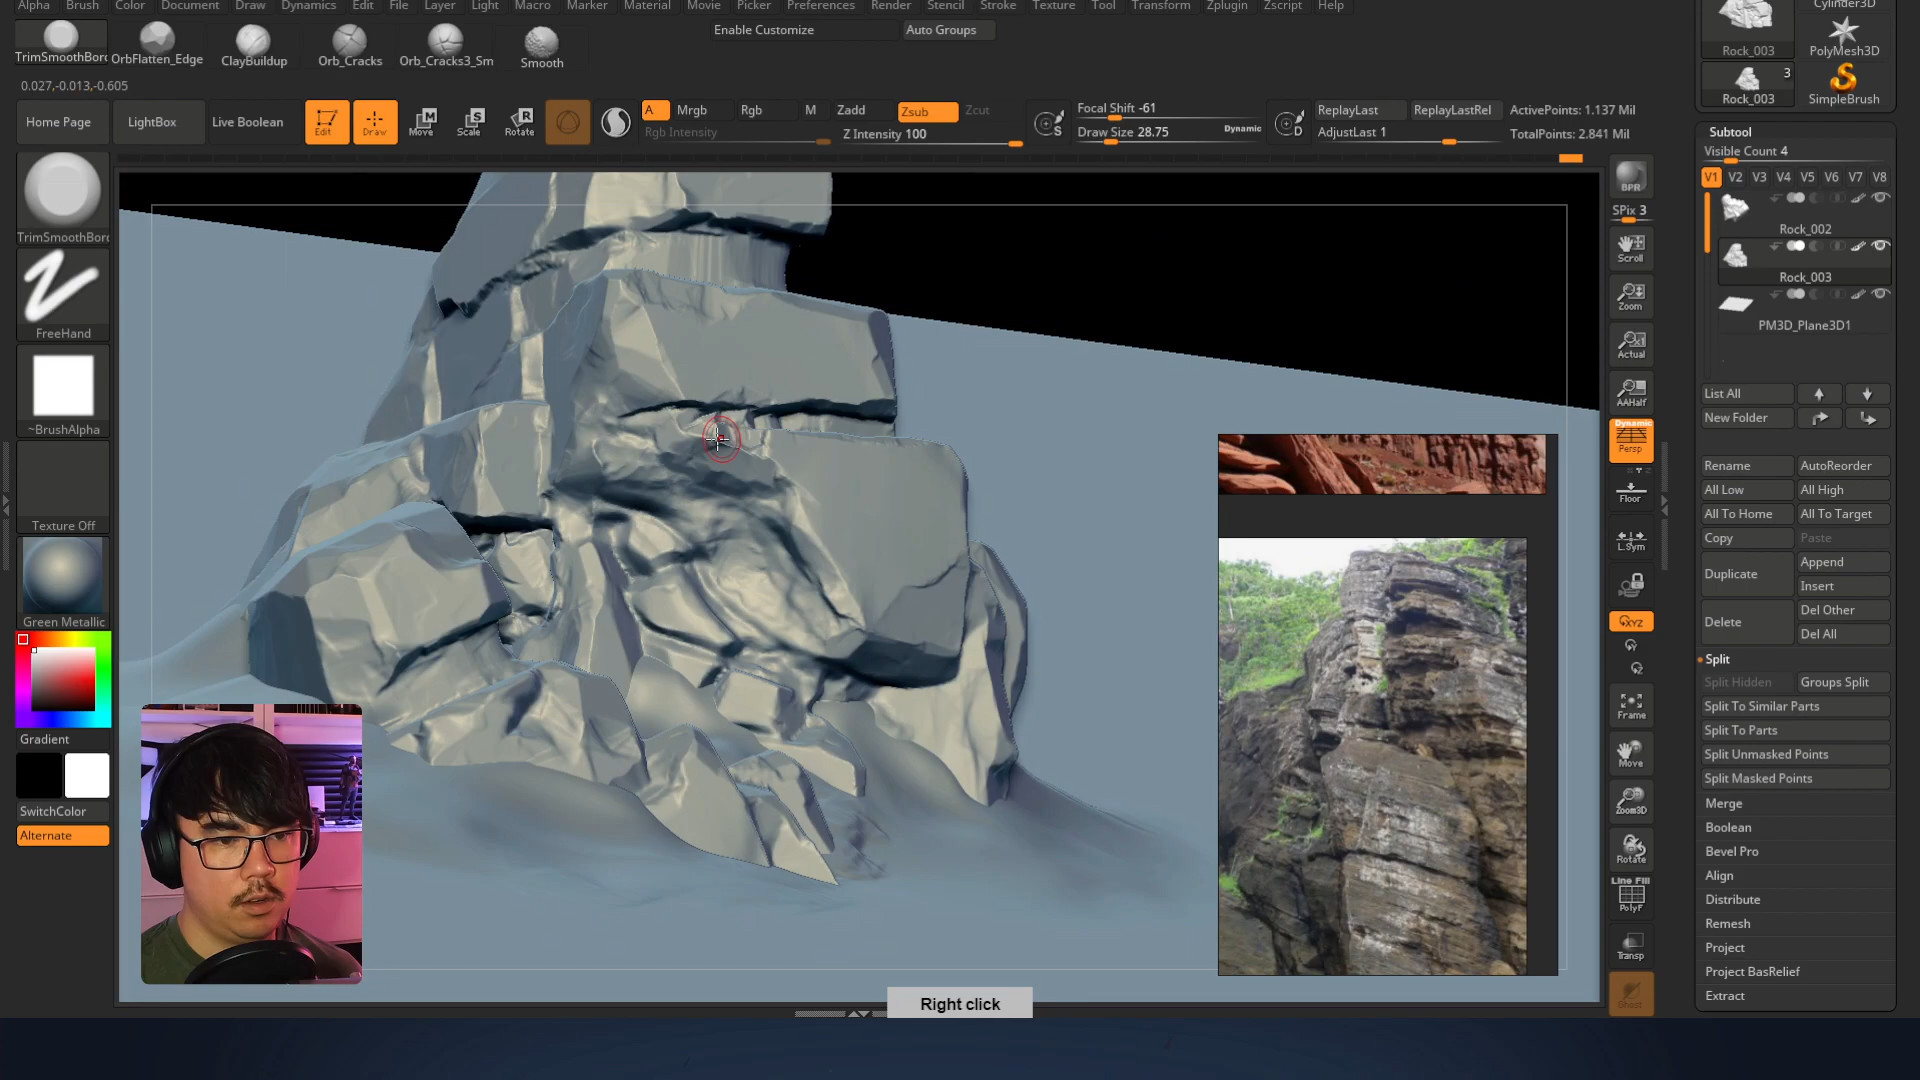 Alpha Brush Color Document Draw Dynamics Edit File Layer Light Macro Marker Material Movie Picker Preferences Render Stencil Stroke Texture Tool Transform Zplugin Zscript Help
TrimSmoothBord OrbFlatten_Edge ClayBuildup Orb_Cracks Orb_Cracks3_Sm Smooth
Enable Customize Auto Groups
0.027,-0.013,-0.605
Home Page LightBox Live Boolean
Edit Draw Move Scale Rotate
A Mrgb Rgb M Zadd Zsub Zcut
Rgb Intensity Z Intensity 100
S Focal Shift -61
Draw Size 28.75 Dynamic
D ReplayLast ReplayLastRel
AdjustLast 1
ActivePoints: 1.137 Mil
TotalPoints: 2.841 Mil
TrimSmoothBord
FreeHand
~BrushAlpha
Texture Off
Green Metallic
Gradient
SwitchColor
Alternate
Right click
BPR
SPix 3
Scroll
Zoom
Actual
AAHalf
Dynamic
Persp
Floor
L.Sym
XYZ
Frame
Move
Zoom3D
Rotate
Line Fill
PolyF
Transp
Ghost
Cylinder3D
Rock_003
PolyMesh3D
3
Rock_003
SimpleBrush
Subtool
Visible Count 4
V1 V2 V3 V4 V5 V6 V7 V8
Rock_002
Rock_003
PM3D_Plane3D1
List All
New Folder
Rename AutoReorder
All Low All High
All To Home All To Target
Copy Paste
Duplicate Append
Insert
Delete Del Other
Del All
Split
Split Hidden Groups Split
Split To Similar Parts
Split To Parts
Split Unmasked Points
Split Masked Points
Merge
Boolean
Bevel Pro
Align
Distribute
Remesh
Project
Project BasRelief
Extract